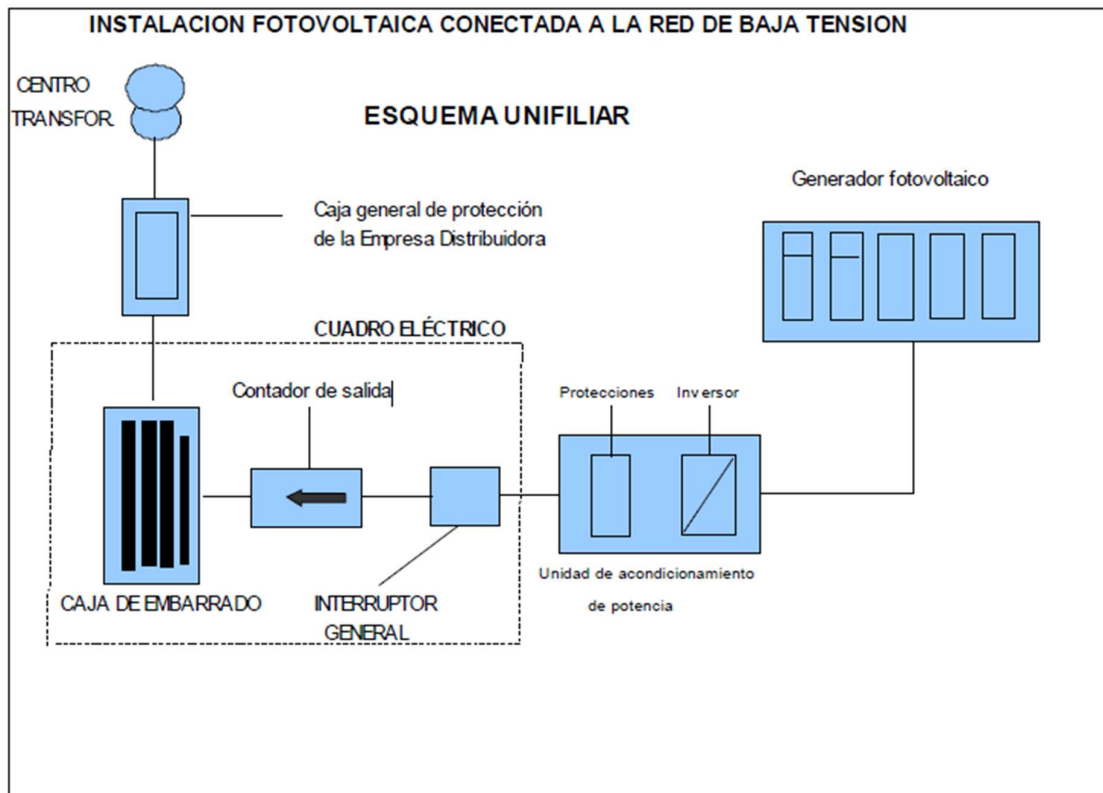 INSTALACION FOTOVOLTAICA CONECTADA A LA RED DE BAJA TENSION
CENTRO
TRANSFOR.
ESQUEMA UNIFILIAR
Generador fotovoltaico
Caja general de protección
de la Empresa Distribuidora
CUADRO ELÉCTRICO
Contador de salida
Protecciones
Inversor
Unidad de acondicionamiento
de potencia
CAJA DE EMBARRADO
INTERRUPTOR
GENERAL